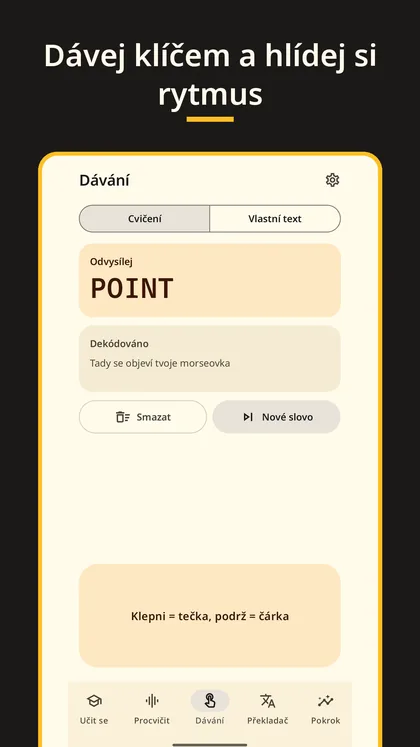 Dávej klíčem a hlídej si
rytmus
Dávání
Cvičení
Vlastní text
Odvysílej
POINT
Dekódováno
Tady se objeví tvoje morseovka
Smazat
Nové slovo
Klepni = tečka, podrž = čárka
Učit se
Procvičit
Dávání
Překladač
Pokrok